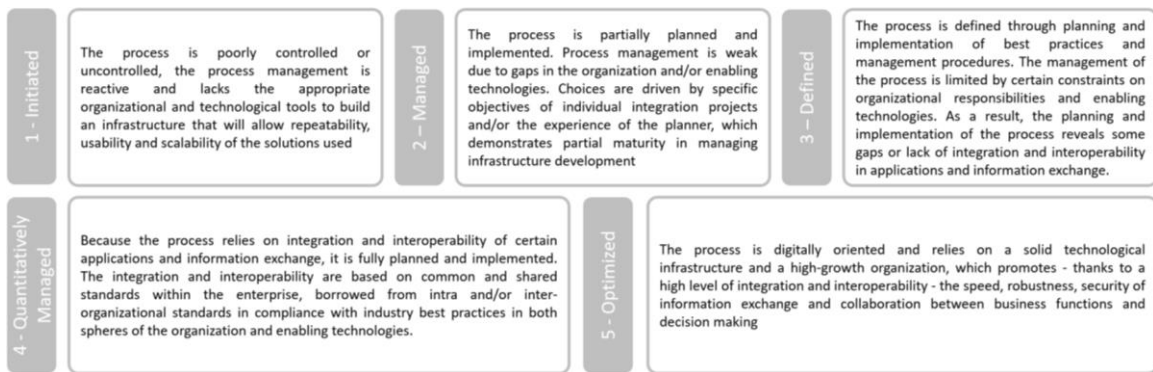 1 - Initiated
The process is poorly controlled or
uncontrolled, the process management is
reactive and lacks the appropriate
organizational and technological tools to build
an infrastructure that will allow repeatability,
usability and scalability of the solutions used
2 – Managed
The process is partially planned and
implemented. Process management is weak
due to gaps in the organization and/or enabling
technologies. Choices are driven by specific
objectives of individual integration projects
and/or the experience of the planner, which
demonstrates partial maturity in managing
infrastructure development
3 – Defined
The process is defined through planning and
implementation of best practices and
management procedures. The management of
the process is limited by certain constraints on
organizational responsibilities and enabling
technologies. As a result, the planning and
implementation of the process reveals some
gaps or lack of integration and interoperability
in applications and information exchange.
4 - Quantitatively
Managed
Because the process relies on integration and interoperability of certain
applications and information exchange, it is fully planned and implemented.
The integration and interoperability are based on common and shared
standards within the enterprise, borrowed from intra and/or inter-
organizational standards in compliance with industry best practices in both
spheres of the organization and enabling technologies.
5 - Optimized
The process is digitally oriented and relies on a solid technological
infrastructure and a high-growth organization, which promotes - thanks to a
high level of integration and interoperability - the speed, robustness, security of
information exchange and collaboration between business functions and
decision making